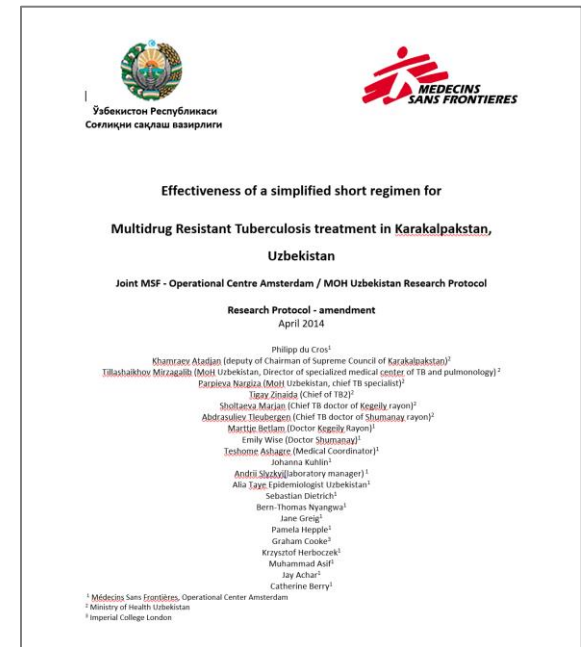 Ўзбекистон Республикаси
Соғлиқни сақлаш вазирлиги
MEDECINS
SANS FRONTIERES
Effectiveness of a simplified short regimen for
Multidrug Resistant Tuberculosis treatment in Karakalpakstan,
Uzbekistan
Joint MSF - Operational Centre Amsterdam / MOH Uzbekistan Research Protocol
Research Protocol - amendment
April 2014
Philipp du Cros¹
Khamraev Atadjan (deputy of Chairman of Supreme Council of Karakalpakstan)²
Tillashaikhov Mirzagalib (MoH Uzbekistan, Director of specialized medical center of TB and pulmonology) ²
Parpieva Nargiza (MoH Uzbekistan, chief TB specialist)²
Tigay Zinaida (Chief of TB2)²
Sholtaeva Marjan (Chief TB doctor of Kegeily rayon)²
Abdrasuliev Tleubergen (Chief TB doctor of Shumanay rayon)²
Marttje Betlam (Doctor Kegeily Rayon)¹
Emily Wise (Doctor Shumanay)¹
Teshome Ashagre (Medical Coordinator)¹
Johanna Kuhlin¹
Andrii Slyzkyi(laboratory manager) ¹
Alia Taye Epidemiologist Uzbekistan¹
Sebastian Dietrich¹
Bern-Thomas Nyangwa¹
Jane Greig¹
Pamela Hepple¹
Graham Cooke³
Krzysztof Herboczek¹
Muhammad Asif¹
Jay Achar¹
Catherine Berry¹
¹ Médecins Sans Frontières, Operational Center Amsterdam
² Ministry of Health Uzbekistan
³ Imperial College London